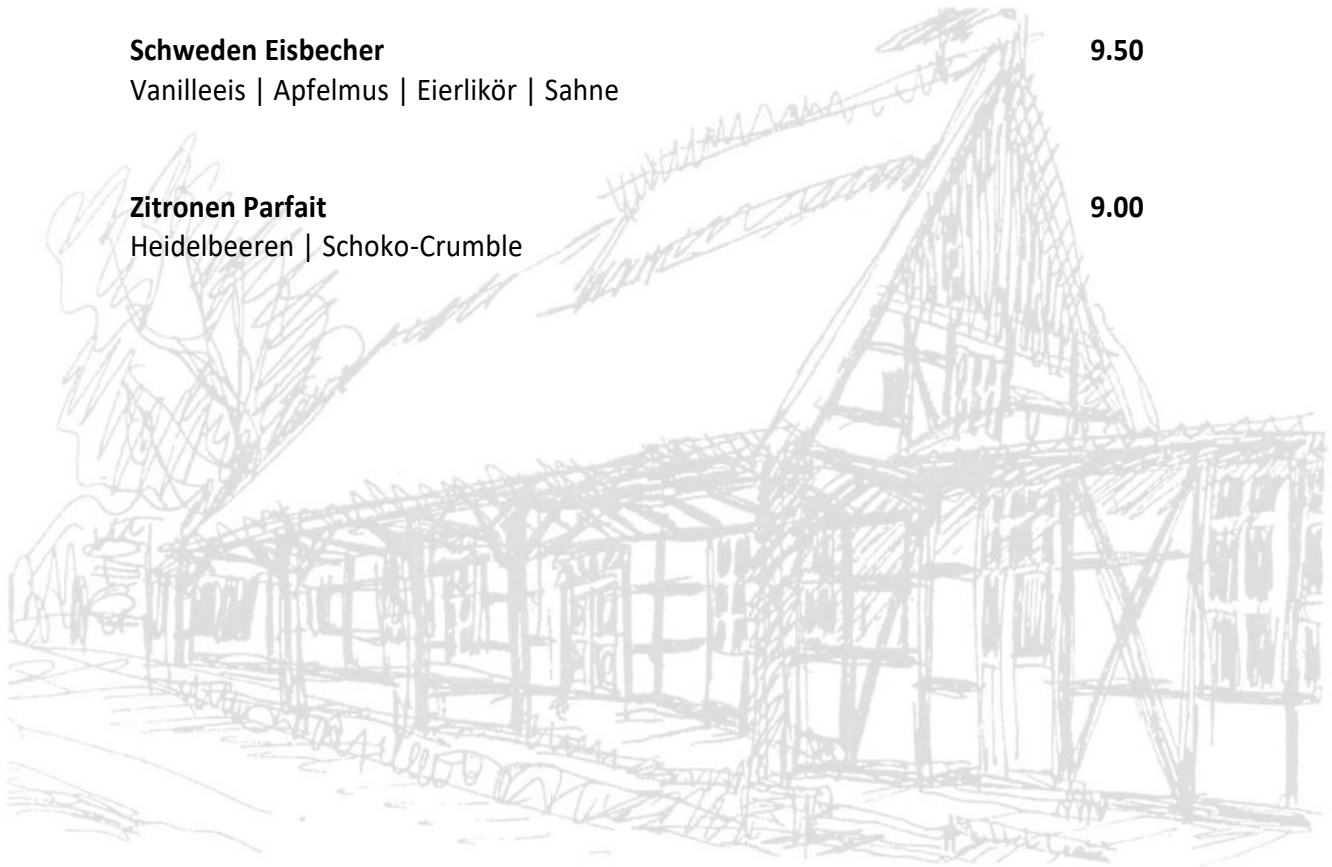 Schweden Eisbecher 9.50
Vanilleeis | Apfelmus | Eierlikör | Sahne
Zitronen Parfait 9.00
Heidelbeeren | Schoko-Crumble